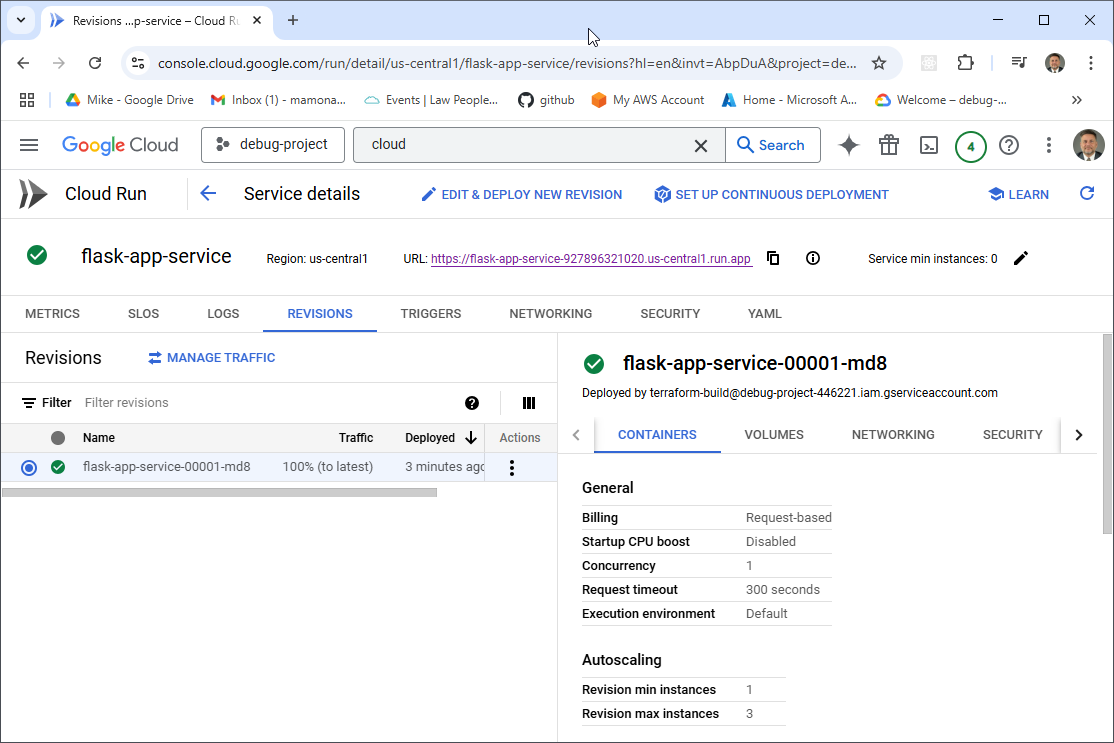 Revisions ...p-service – Cloud Ru
console.cloud.google.com/run/detail/us-central1/flask-app-service/revisions?hl=en&invt=AbpDuA&project=de...
Mike - Google Drive
Inbox (1) - mamona...
Events | Law People...
github
My AWS Account
Home - Microsoft A...
Welcome – debug-...
Google Cloud
debug-project
cloud
Search
4
Cloud Run
Service details
EDIT & DEPLOY NEW REVISION
SET UP CONTINUOUS DEPLOYMENT
LEARN
flask-app-service
Region: us-central1
URL: https://flask-app-service-927896321020.us-central1.run.app
Service min instances: 0
METRICS
SLOS
LOGS
REVISIONS
TRIGGERS
NETWORKING
SECURITY
YAML
Revisions
MANAGE TRAFFIC
Filter
Filter revisions
Name
Traffic
Deployed
Actions
flask-app-service-00001-md8
100% (to latest)
3 minutes ago
flask-app-service-00001-md8
Deployed by terraform-build@debug-project-446221.iam.gserviceaccount.com
CONTAINERS
VOLUMES
NETWORKING
SECURITY
General
Billing Request-based
Startup CPU boost Disabled
Concurrency 1
Request timeout 300 seconds
Execution environment Default
Autoscaling
Revision min instances 1
Revision max instances 3